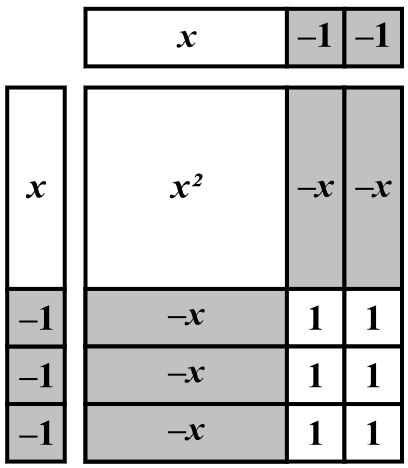 x –1 –1
x x² –x –x
–1 –x 1 1
–1 –x 1 1
–1 –x 1 1